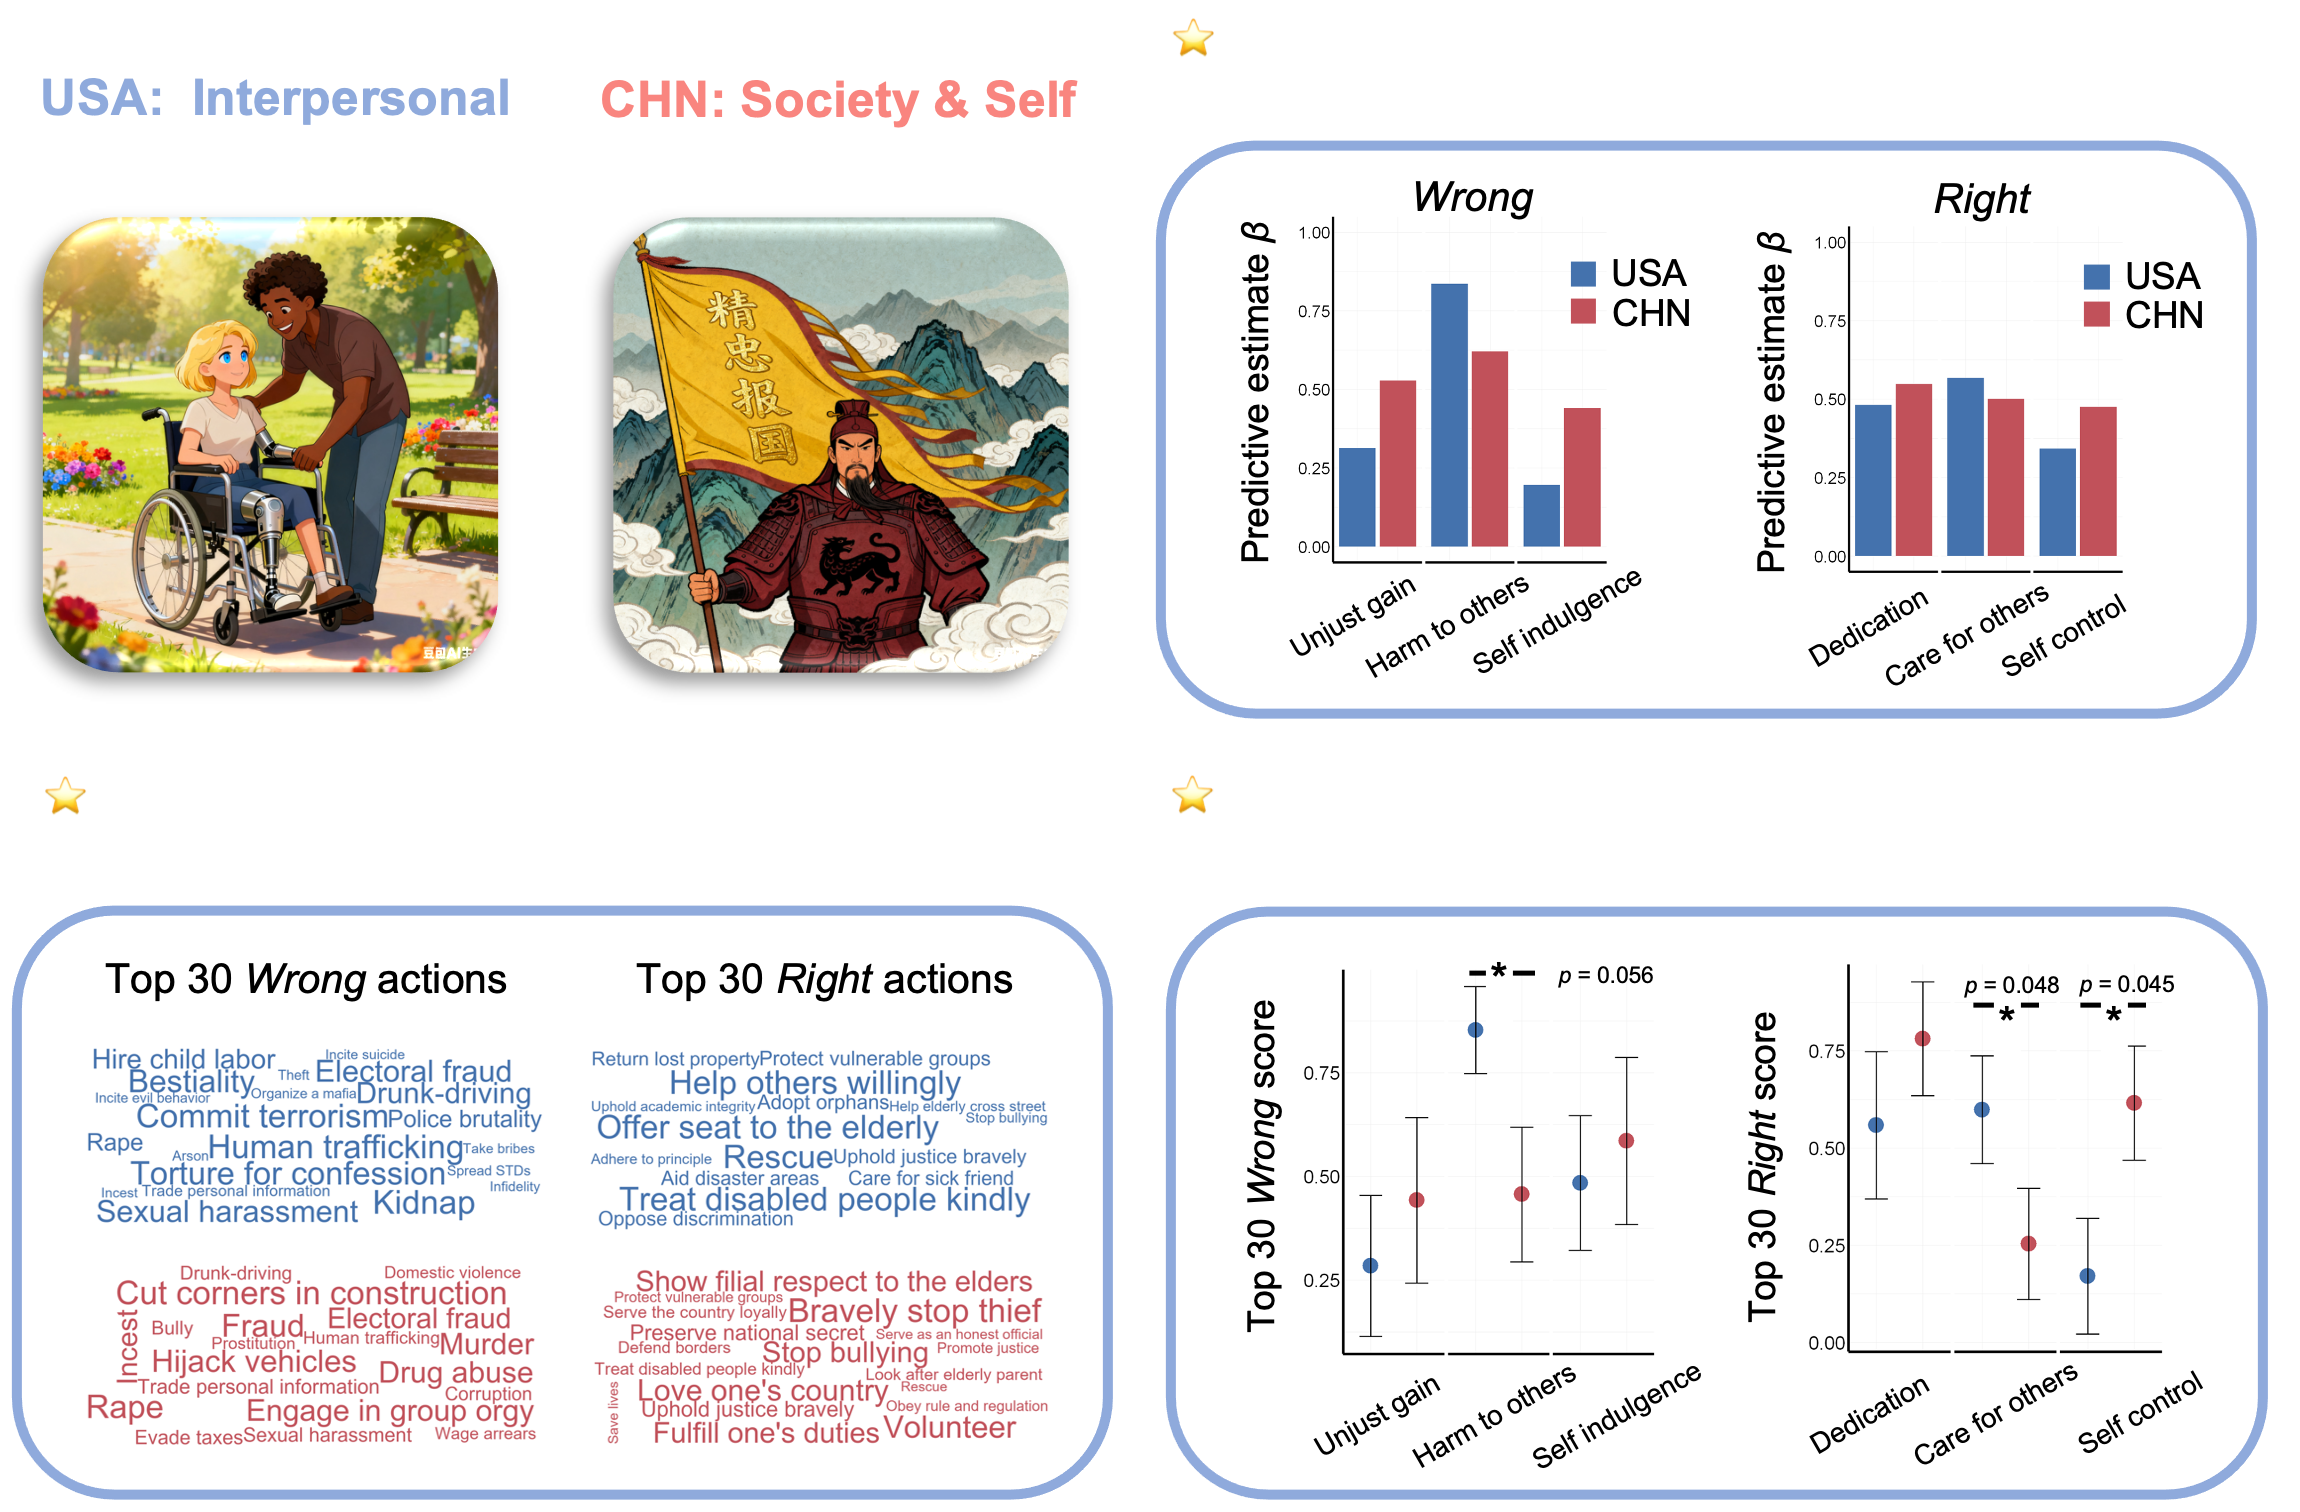 USA: Interpersonal
CHN: Society & Self
精
忠
报
国
Wrong
Predictive estimate β
1.00
0.75
0.50
0.25
0.00
USA
CHN
Unjust gain
Harm to others
Self indulgence
Right
Predictive estimate β
1.00
0.75
0.50
0.25
0.00
USA
CHN
Dedication
Care for others
Self control
Top 30 Wrong actions
Hire child labor
Incite suicide
Bestiality
Theft
Electoral fraud
Incite evil behavior
Organize a mafia
Drunk-driving
Commit terrorism
Police brutality
Rape
Arson
Human trafficking
Take bribes
Torture for confession
Spread STDs
Incest
Trade personal information
Infidelity
Sexual harassment
Kidnap
Drunk-driving
Domestic violence
Cut corners in construction
Incest
Bully
Fraud
Electoral fraud
Prostitution
Human trafficking
Murder
Hijack vehicles
Drug abuse
Trade personal information
Corruption
Rape
Engage in group orgy
Evade taxes
Sexual harassment
Wage arrears
Top 30 Right actions
Return lost property
Protect vulnerable groups
Help others willingly
Uphold academic integrity
Adopt orphans
Help elderly cross street
Offer seat to the elderly
Stop bullying
Adhere to principle
Rescue
Uphold justice bravely
Aid disaster areas
Care for sick friend
Treat disabled people kindly
Oppose discrimination
Show filial respect to the elders
Protect vulnerable groups
Serve the country loyally
Bravely stop thief
Preserve national secret
Serve as an honest official
Defend borders
Stop bullying
Promote justice
Treat disabled people kindly
Look after elderly parent
Save lives
Love one's country
Rescue
Uphold justice bravely
Obey rule and regulation
Fulfill one's duties
Volunteer
Top 30 Wrong score
0.75
0.50
0.25
*
p = 0.056
Unjust gain
Harm to others
Self indulgence
Top 30 Right score
0.75
0.50
0.25
0.00
p = 0.048
*
p = 0.045
*
Dedication
Care for others
Self control